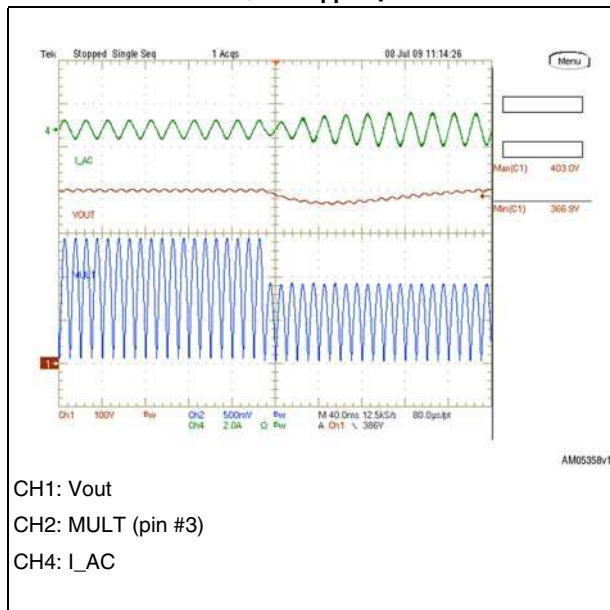 Tek Stopped Single Seq 1 Acqs 08 Jul 09 11:14:26
Menu
4
I_AC
Max(C1) 403.0V
VOUT
Min(C1) 366.9V
MULT
1
Ch1 100V Bw Ch2 500mV Bw M 40.0ms 12.5kS/s 80.0µs/pt
Ch4 2.0A Ω Bw A Ch1 \ 386V
AM05358v1
CH1: Vout
CH2: MULT (pin #3)
CH4: I_AC